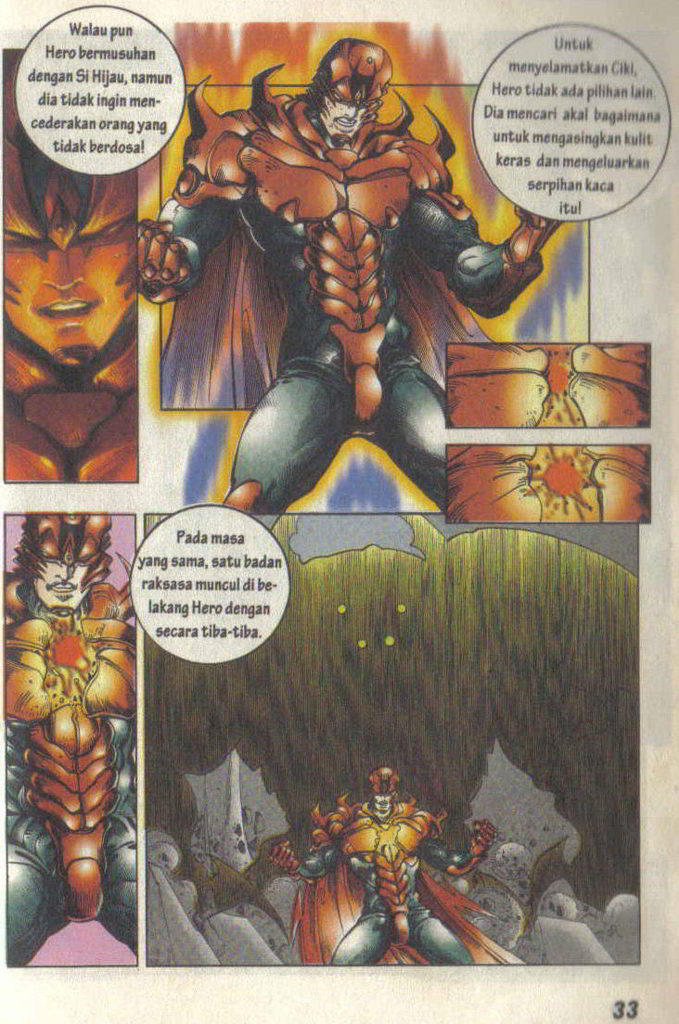 Walau pun
Hero bermusuhan
dengan Si Hijau, namun
dia tidak ingin men-
cederakan orang yang
tidak berdosa!
Untuk
menyelamatkan Ciki,
Hero tidak ada pilihan lain.
Dia mencari akal bagaimana
untuk mengasingkan kulit
keras dan mengeluarkan
serpihan kaca
itu!
Pada masa
yang sama, satu badan
raksasa muncul di be-
lakang Hero dengan
secara tiba-tiba.
33